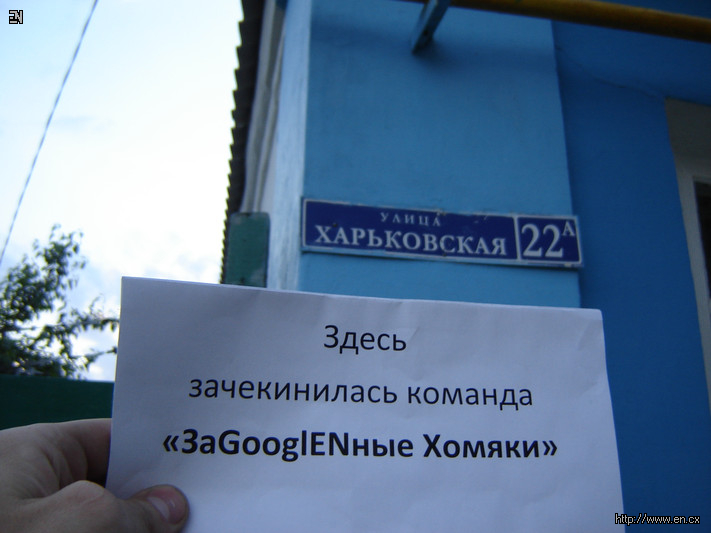 EN
УЛИЦА
ХАРЬКОВСКАЯ 22А
Здесь
зачекинилась команда
«ЗаGooglENные Хомяки»
http://www.en.cx